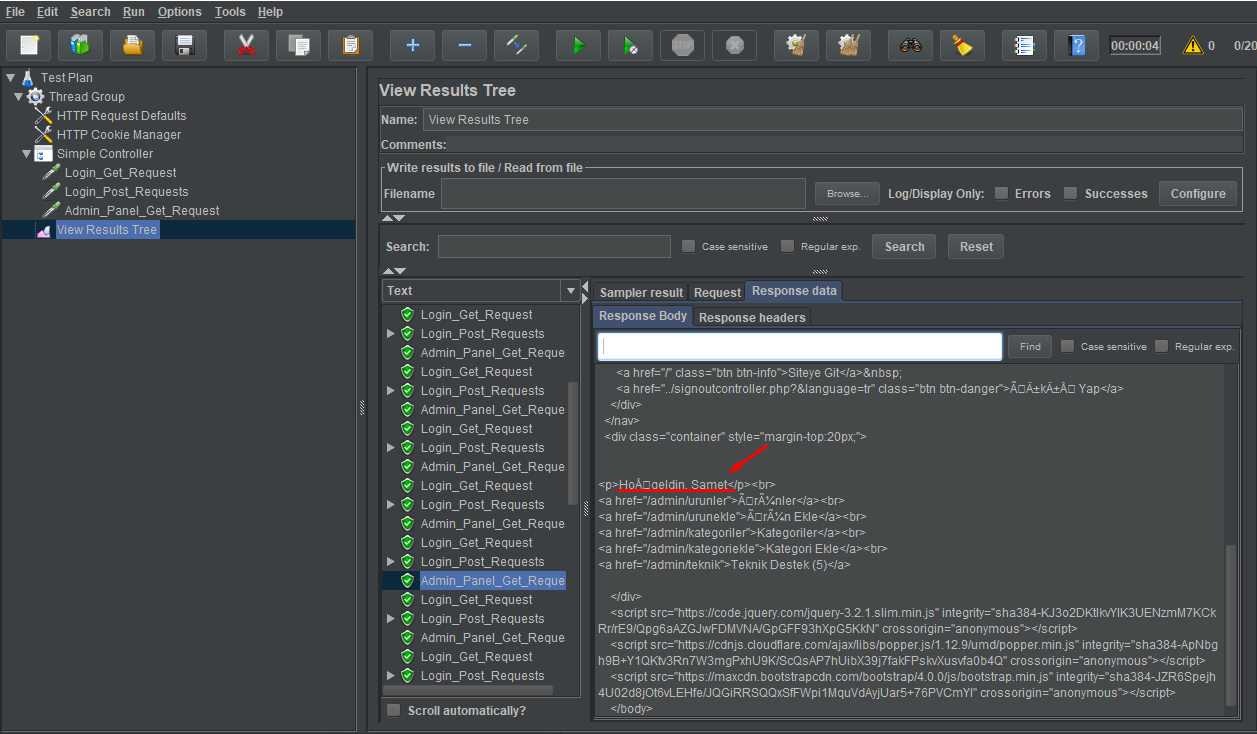 File Edit Search Run Options Tools Help
STOP
00:00:04
0
0/20
Test Plan
Thread Group
HTTP Request Defaults
HTTP Cookie Manager
Simple Controller
Login_Get_Request
Login_Post_Requests
Admin_Panel_Get_Request
View Results Tree
View Results Tree
Name: View Results Tree
Comments:
Write results to file / Read from file
Filename Browse... Log/Display Only: Errors Successes Configure
Search: Case sensitive Regular exp. Search Reset
Text
Login_Get_Request
Login_Post_Requests
Admin_Panel_Get_Reque
Login_Get_Request
Login_Post_Requests
Admin_Panel_Get_Reque
Login_Get_Request
Login_Post_Requests
Admin_Panel_Get_Reque
Login_Get_Request
Login_Post_Requests
Admin_Panel_Get_Reque
Login_Get_Request
Login_Post_Requests
Admin_Panel_Get_Reque
Login_Get_Request
Login_Post_Requests
Admin_Panel_Get_Reque
Login_Get_Request
Login_Post_Requests
Scroll automatically?
Sampler result Request Response data
Response Body Response headers
Find Case sensitive Regular exp.
<a href="/" class="btn btn-info">Siteye Git</a>&nbsp;
<a href="../signoutcontroller.php?&language=tr" class="btn btn-danger">Ã□Ä±kÄ±Å□ Yap</a>
</div>
</nav>
<div class="container" style="margin-top:20px;">
<p>HoÅ□geldin, Samet</p><br>
<a href="/admin/urunler">Ã□rÃ¼nler</a><br>
<a href="/admin/urunekle">Ã□rÃ¼n Ekle</a><br>
<a href="/admin/kategoriler">Kategoriler</a><br>
<a href="/admin/kategoriekle">Kategori Ekle</a><br>
<a href="/admin/teknik">Teknik Destek (5)</a>
</div>
<script src="https://code.jquery.com/jquery-3.2.1.slim.min.js" integrity="sha384-KJ3o2DKtIkvYIK3UENzmM7KCk
Rr/rE9/Qpg6aAZGJwFDMVNA/GpGFF93hXpG5KkN" crossorigin="anonymous"></script>
<script src="https://cdnjs.cloudflare.com/ajax/libs/popper.js/1.12.9/umd/popper.min.js" integrity="sha384-ApNbg
h9B+Y1QKtv3Rn7W3mgPxhU9K/ScQsAP7hUibX39j7fakFPskvXusvfa0b4Q" crossorigin="anonymous"></script>
<script src="https://maxcdn.bootstrapcdn.com/bootstrap/4.0.0/js/bootstrap.min.js" integrity="sha384-JZR6Spejh
4U02d8jOt6vLEHfe/JQGiRRSQQxSfFWpi1MquVdAyjUar5+76PVCmYl" crossorigin="anonymous"></script>
</body>